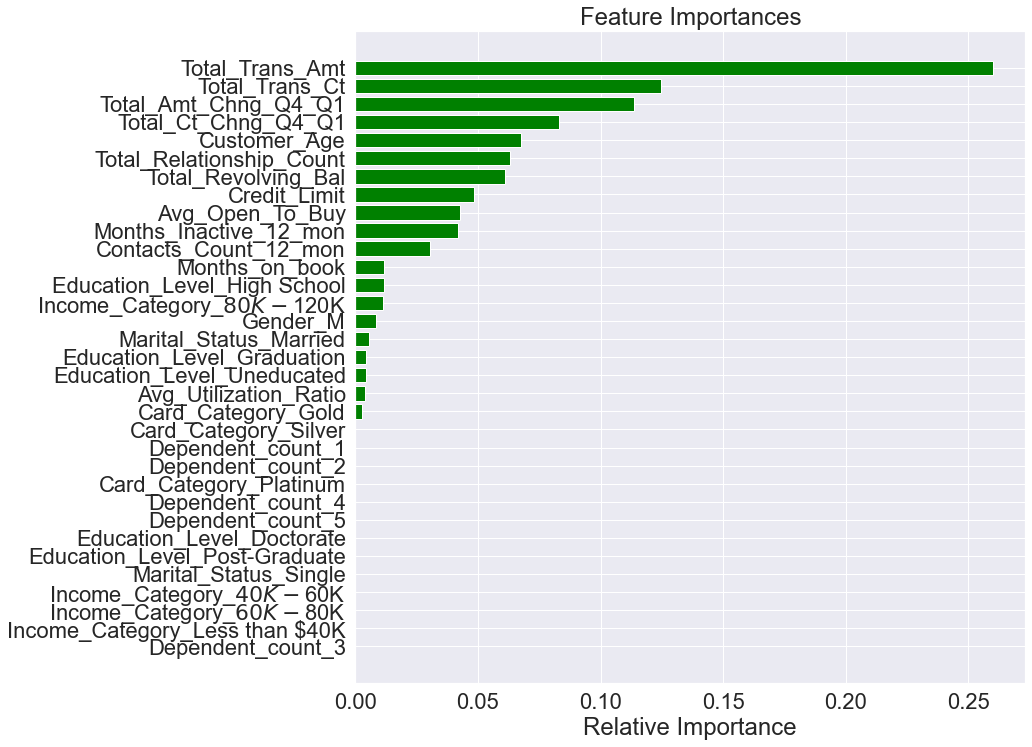 Feature Importances
Total_Trans_Amt
Total_Trans_Ct
Total_Amt_Chng_Q4_Q1
Total_Ct_Chng_Q4_Q1
Customer_Age
Total_Relationship_Count
Total_Revolving_Bal
Credit_Limit
Avg_Open_To_Buy
Months_Inactive_12_mon
Contacts_Count_12_mon
Months_on_book
Education_Level_High School
Income_Category_80K − 120K
Gender_M
Marital_Status_Married
Education_Level_Graduation
Education_Level_Uneducated
Avg_Utilization_Ratio
Card_Category_Gold
Card_Category_Silver
Dependent_count_1
Dependent_count_2
Card_Category_Platinum
Dependent_count_4
Dependent_count_5
Education_Level_Doctorate
Education_Level_Post-Graduate
Marital_Status_Single
Income_Category_40K − 60K
Income_Category_60K − 80K
Income_Category_Less than $40K
Dependent_count_3
0.00 0.05 0.10 0.15 0.20 0.25
Relative Importance